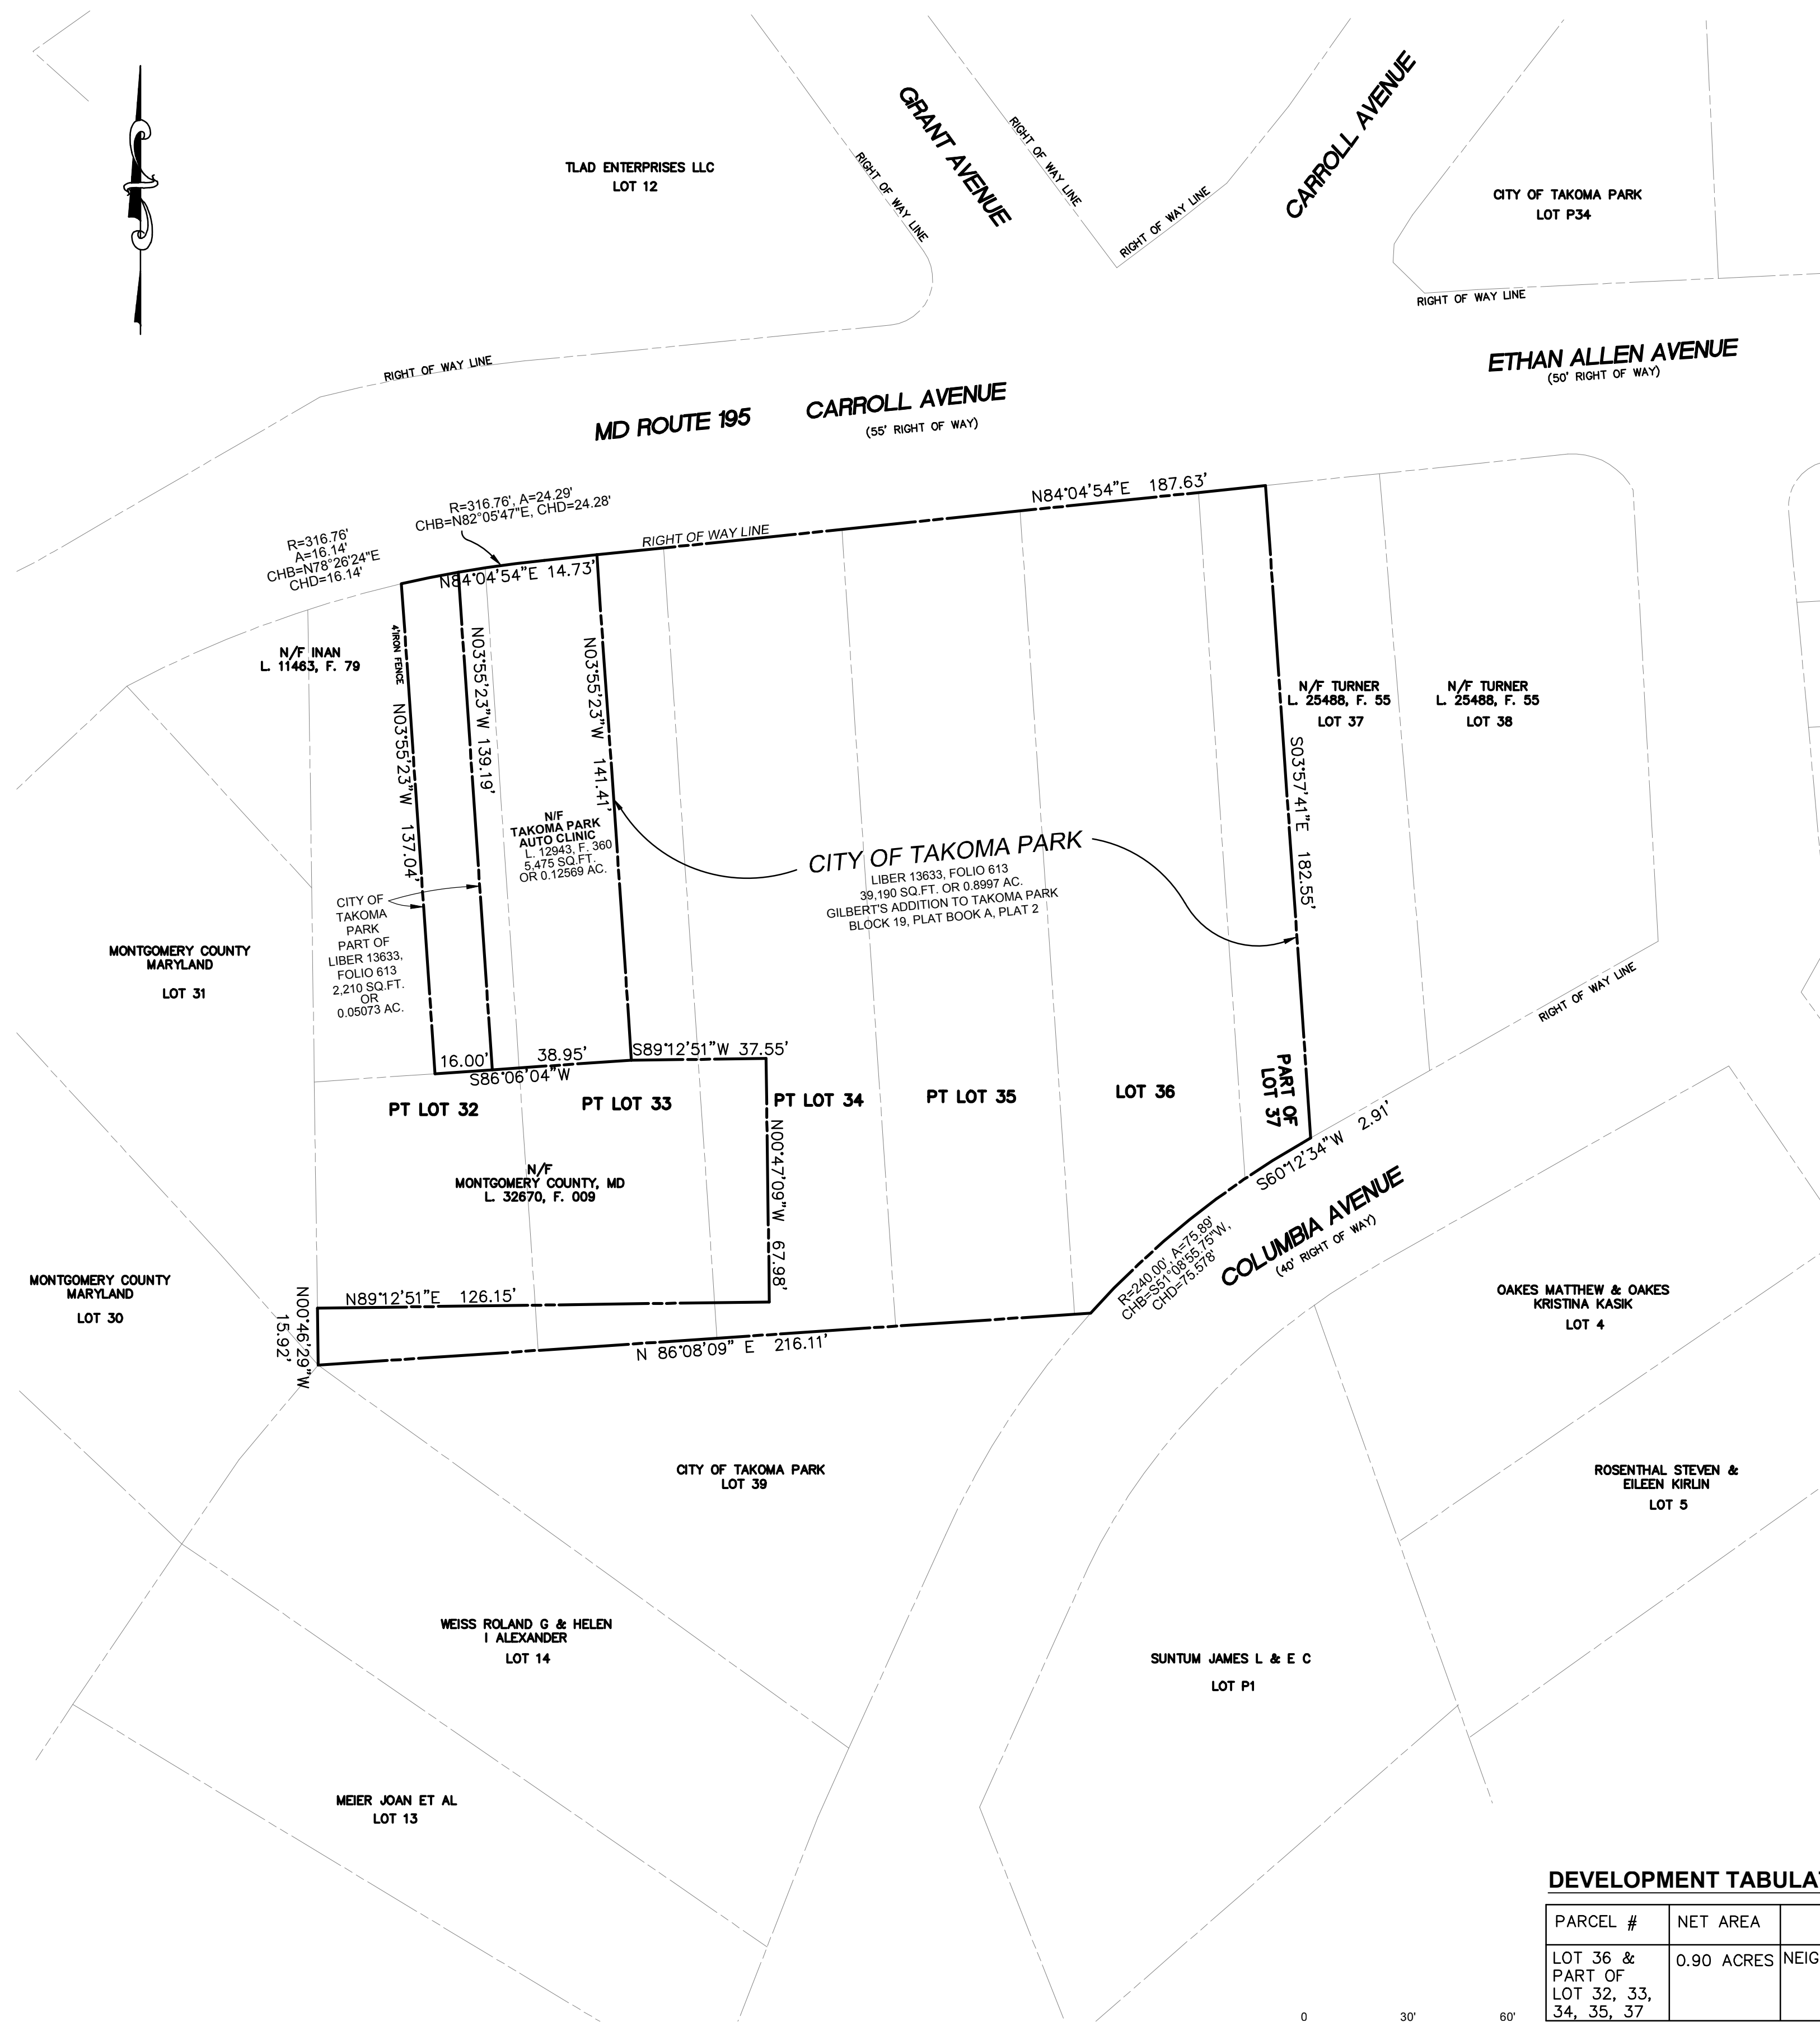 GRANT AVENUE
RIGHT OF WAY LINE
RIGHT OF WAY LINE
RIGHT OF WAY LINE
CARROLL AVENUE
TLAD ENTERPRISES LLC
LOT 12
CITY OF TAKOMA PARK
LOT P34
RIGHT OF WAY LINE
ETHAN ALLEN AVENUE
(50' RIGHT OF WAY)
RIGHT OF WAY LINE
MD ROUTE 195
CARROLL AVENUE
(55' RIGHT OF WAY)
R=316.76', A=24.29'
CHB=N82°05'47"E, CHD=24.28'
R=316.76'
A=16.14'
CHB=N78°26'24"E
CHD=16.14'
RIGHT OF WAY LINE
N84°04'54"E 187.63'
N84°04'54"E 14.73'
N/F INAN
L. 11463, F. 79
4'IRON FENCE
N03°55'23"W 137.04'
N03°55'23"W 139.19'
N03°55'23"W 141.41'
N/F
TAKOMA PARK
AUTO CLINIC
L. 12943, F. 360
5,475 SQ.FT.
OR 0.12569 AC.
CITY OF TAKOMA PARK
LIBER 13633, FOLIO 613
39,190 SQ.FT. OR 0.8997 AC.
GILBERT'S ADDITION TO TAKOMA PARK
BLOCK 19, PLAT BOOK A, PLAT 2
N/F TURNER
L. 25488, F. 55
LOT 37
N/F TURNER
L. 25488, F. 55
LOT 38
S03°57'41"E 182.55'
CITY OF
TAKOMA
PARK
PART OF
LIBER 13633,
FOLIO 613
2,210 SQ.FT.
OR
0.05073 AC.
MONTGOMERY COUNTY
MARYLAND
LOT 31
RIGHT OF WAY LINE
16.00'
38.95'
S86°06'04"W
S89°12'51"W 37.55'
PT LOT 32
PT LOT 33
PT LOT 34
PT LOT 35
LOT 36
PART OF
LOT 37
N00°47'09"W 67.98'
S60°12'34"W 2.91'
N/F
MONTGOMERY COUNTY, MD
L. 32670, F. 009
R=240.00', A=75.89'
CHB=S51°08'55.75"W,
CHD=75.578'
COLUMBIA AVENUE
(40' RIGHT OF WAY)
MONTGOMERY COUNTY
MARYLAND
LOT 30
N00°46'29"W
15.92'
N89°12'51"E 126.15'
N 86°08'09" E 216.11'
OAKES MATTHEW & OAKES
KRISTINA KASIK
LOT 4
CITY OF TAKOMA PARK
LOT 39
ROSENTHAL STEVEN &
EILEEN KIRLIN
LOT 5
WEISS ROLAND G & HELEN
I ALEXANDER
LOT 14
SUNTUM JAMES L & E C
LOT P1
MEIER JOAN ET AL
LOT 13
DEVELOPMENT TABULAT
PARCEL # NET AREA
LOT 36 & 0.90 ACRES NEIG
PART OF
LOT 32, 33,
34, 35, 37
0 30' 60'